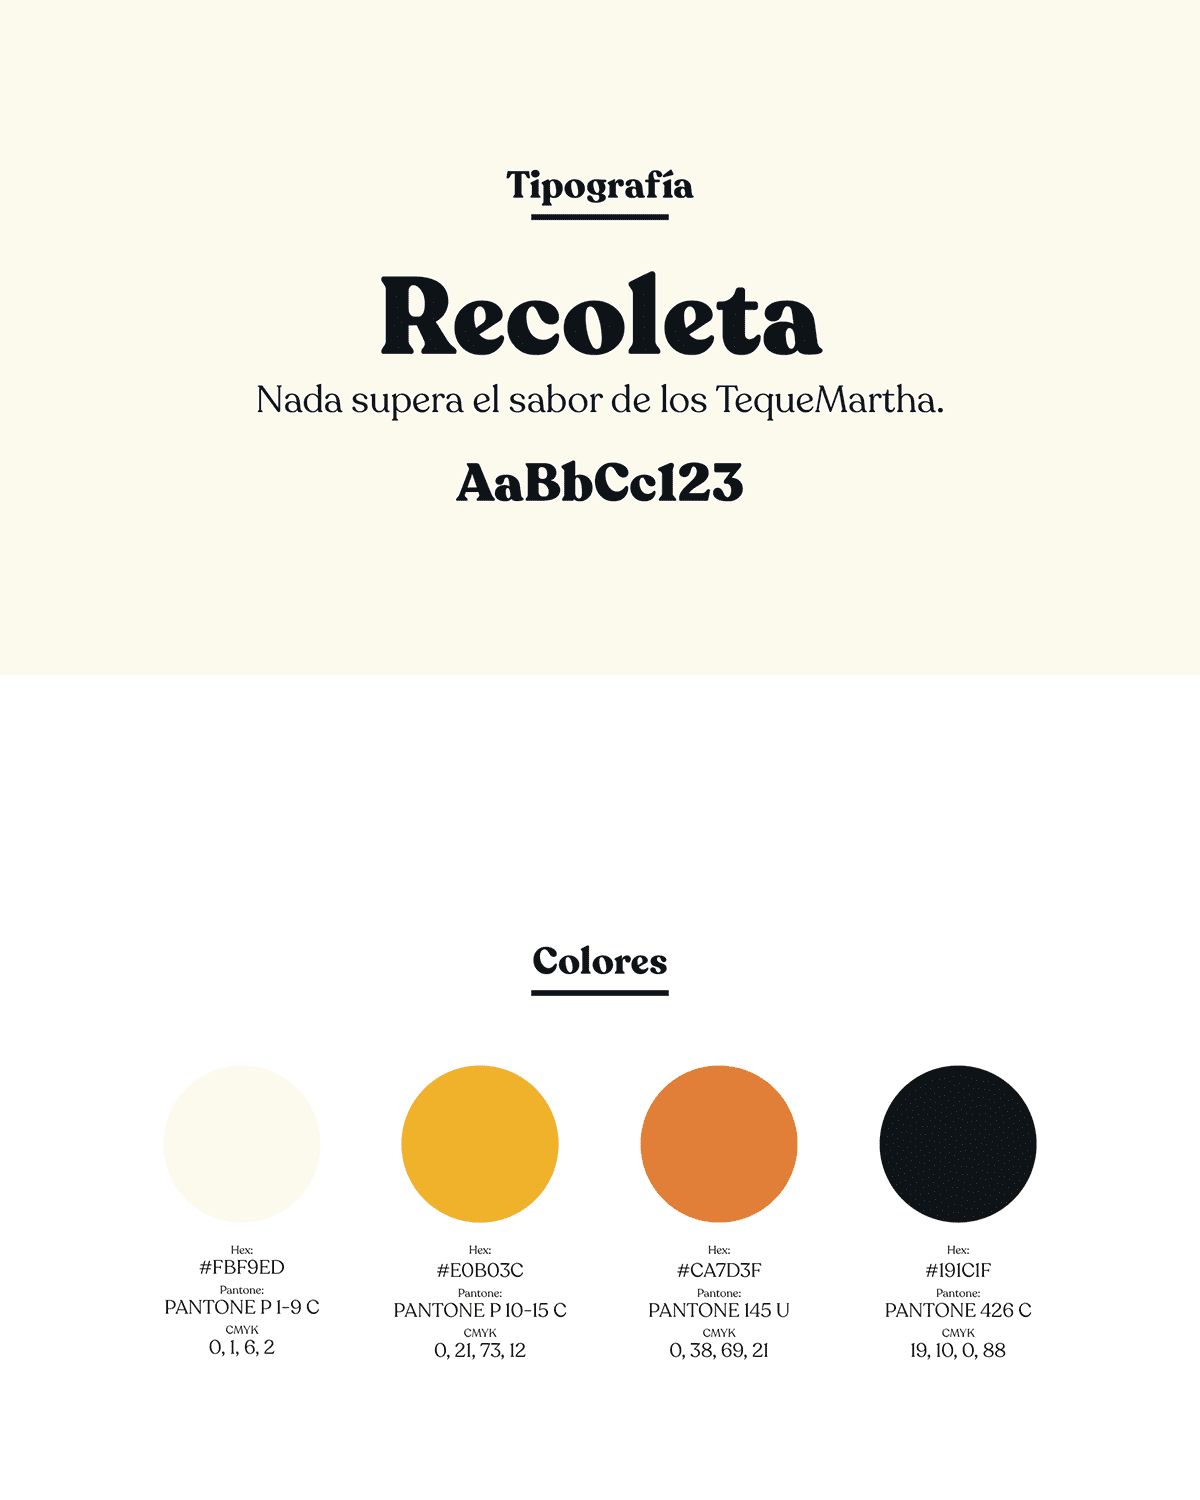 Tipografía
Recoleta
Nada supera el sabor de los TequeMartha.
AaBbCc123
Colores
Hex:
#FBF9ED
Pantone:
PANTONE P 1-9 C
CMYK
0, 1, 6, 2
Hex:
#E0B03C
Pantone:
PANTONE P 10-15 C
CMYK
0, 21, 73, 12
Hex:
#CA7D3F
Pantone:
PANTONE 145 U
CMYK
0, 38, 69, 21
Hex:
#191C1F
Pantone:
PANTONE 426 C
CMYK
19, 10, 0, 88